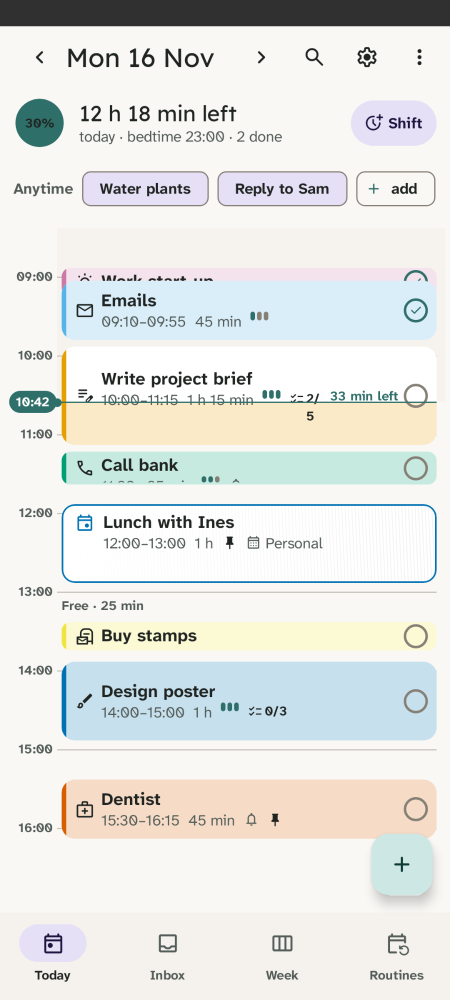 Mon 16 Nov
30%
12 h 18 min left
today · bedtime 23:00 · 2 done
Shift
Anytime
Water plants
Reply to Sam
+ add
09:00
Work start-up
Emails
09:10–09:55 45 min
10:00
Write project brief
10:00–11:15 1 h 15 min
2/5
33 min left
10:42
11:00
Call bank
12:00
Lunch with Ines
12:00–13:00 1 h
Personal
13:00
Free · 25 min
Buy stamps
14:00
Design poster
14:00–15:00 1 h
0/3
15:00
Dentist
15:30–16:15 45 min
16:00
+
Today
Inbox
Week
Routines